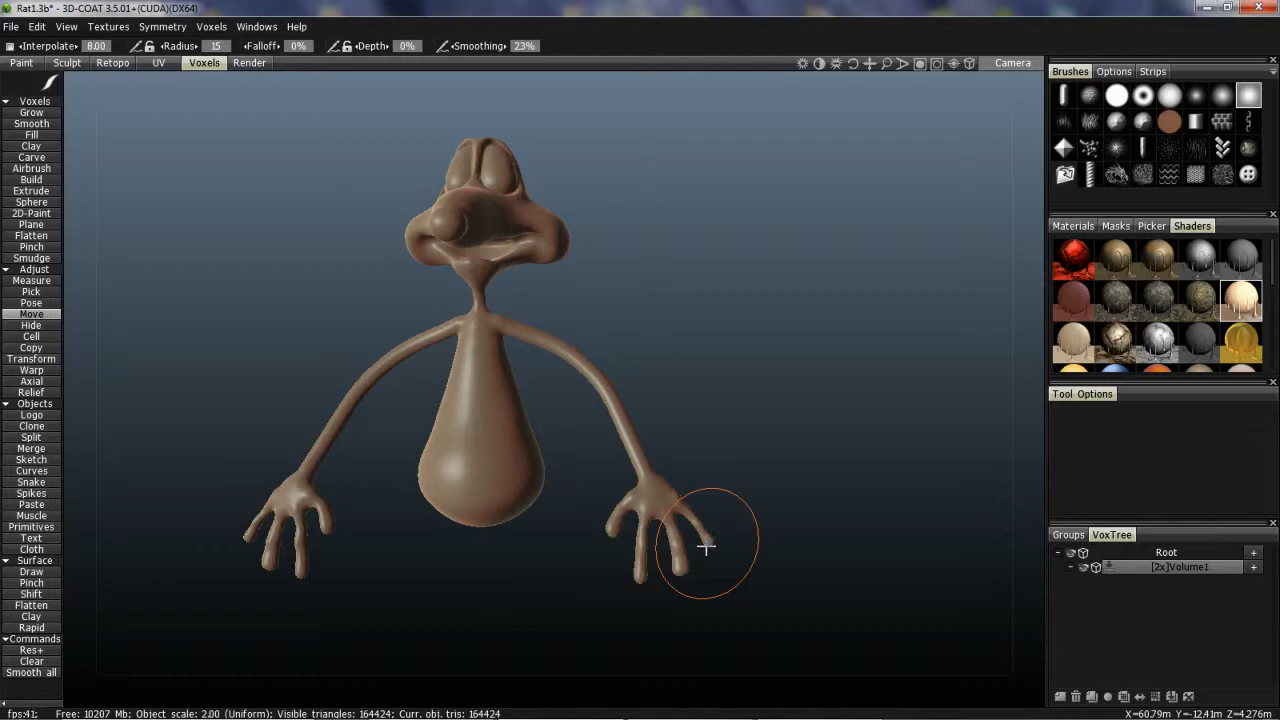 Rat1.3b* - 3D-COAT 3.5.01+(CUDA)(DX64)
File Edit View Textures Symmetry Voxels Windows Help
Interpolate: 8.00 Radius: 15 Falloff: 0% Depth: 0% Smoothing: 23%
Paint Sculpt Retopo UV Voxels Render Camera
Voxels
Grow
Smooth
Fill
Clay
Carve
Airbrush
Build
Extrude
Sphere
2D-Paint
Plane
Flatten
Pinch
Smudge
Adjust
Measure
Pick
Pose
Move
Hide
Cell
Copy
Transform
Warp
Axial
Relief
Objects
Logo
Clone
Split
Merge
Sketch
Curves
Snake
Spikes
Paste
Muscle
Primitives
Text
Cloth
Surface
Draw
Pinch
Shift
Flatten
Clay
Rapid
Commands
Res+
Clear
Smooth all
Brushes Options Strips
Materials Masks Picker Shaders
Tool Options
Groups VoxTree
Root +
[2x]Volume1 +
fps:41; Free: 10207 Mb; Object scale: 2.00 (Uniform); Visible triangles: 164424; Curr. obj. tris: 164424 X=60.79m Y=-12.41m Z=4.276m